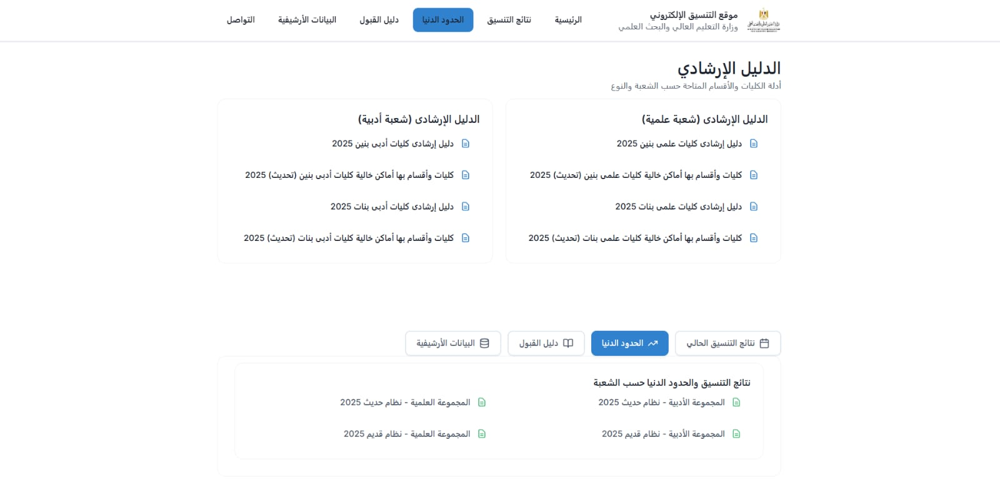 موقع التنسيق الإلكتروني
وزارة التعليم العالي والبحث العلمي
الرئيسية
نتائج التنسيق
الحدود الدنيا
دليل القبول
البيانات الأرشيفية
التواصل
الدليل الإرشادي
أدلة الكليات والأقسام المتاحة حسب الشعبة والنوع
الدليل الإرشادى (شعبة علمية)
دليل إرشادى كليات علمى بنين 2025
كليات وأقسام بها أماكن خالية كليات علمى بنين (تحديث) 2025
دليل إرشادى كليات علمى بنات 2025
كليات وأقسام بها أماكن خالية كليات علمى بنات (تحديث) 2025
الدليل الإرشادى (شعبة أدبية)
دليل إرشادى كليات أدبى بنين 2025
كليات وأقسام بها أماكن خالية كليات أدبى بنين (تحديث) 2025
دليل إرشادى كليات أدبى بنات 2025
كليات وأقسام بها أماكن خالية كليات أدبى بنات (تحديث) 2025
نتائج التنسيق الحالي
الحدود الدنيا
دليل القبول
البيانات الأرشيفية
نتائج التنسيق والحدود الدنيا حسب الشعبة
المجموعة الأدبية - نظام حديث 2025
المجموعة العلمية - نظام حديث 2025
المجموعة الأدبية - نظام قديم 2025
المجموعة العلمية - نظام قديم 2025